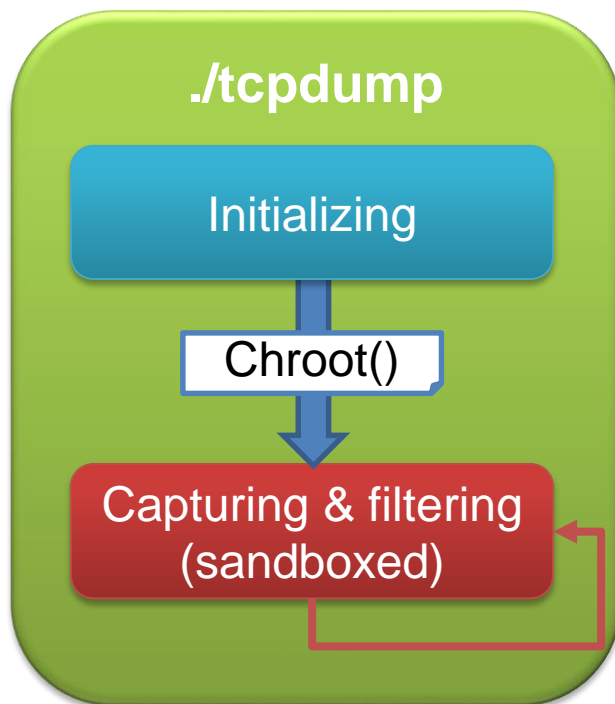 ./tcpdump
Initializing
Chroot()
Capturing & filtering
(sandboxed)